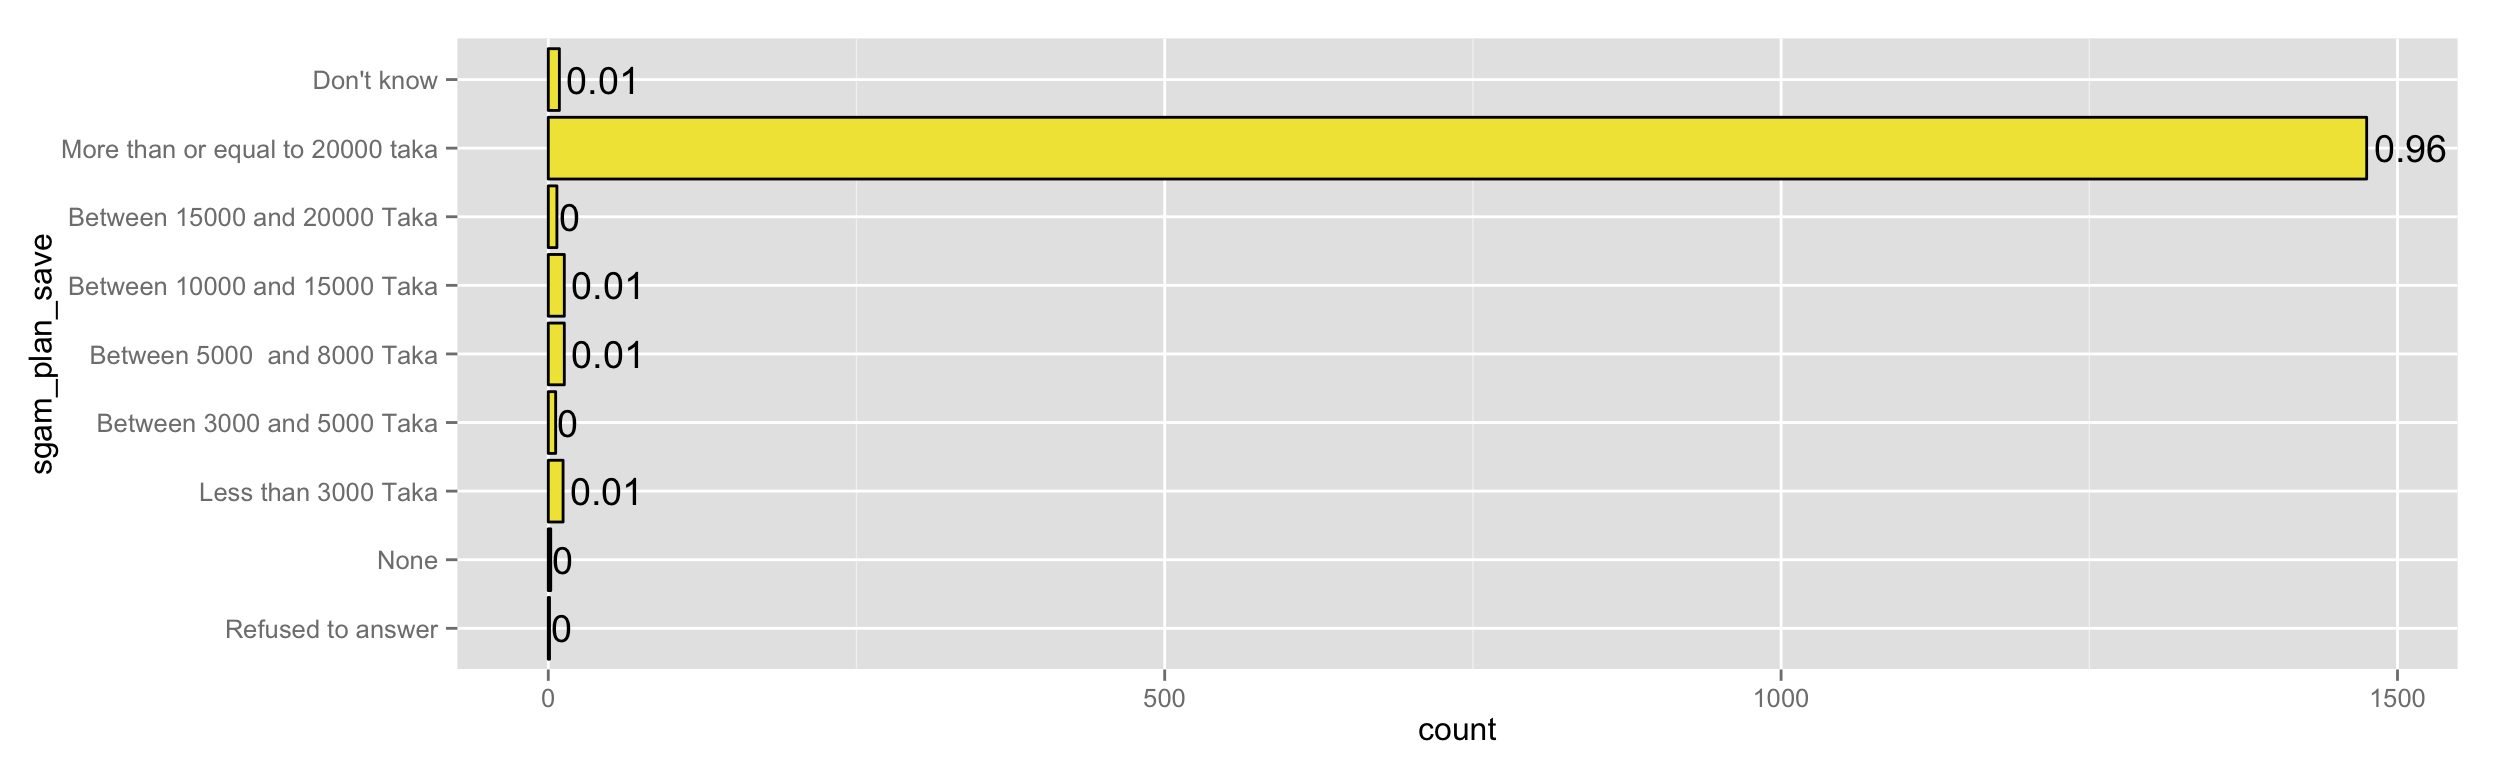 Don't know
0.01
More than or equal to 20000 taka
0.96
Between 15000 and 20000 Taka
0
Between 10000 and 15000 Taka
0.01
Between 5000  and 8000 Taka
0.01
Between 3000 and 5000 Taka
0
Less than 3000 Taka
0.01
None
0
Refused to answer
0
sgam_plan_save
0
500
1000
1500
count